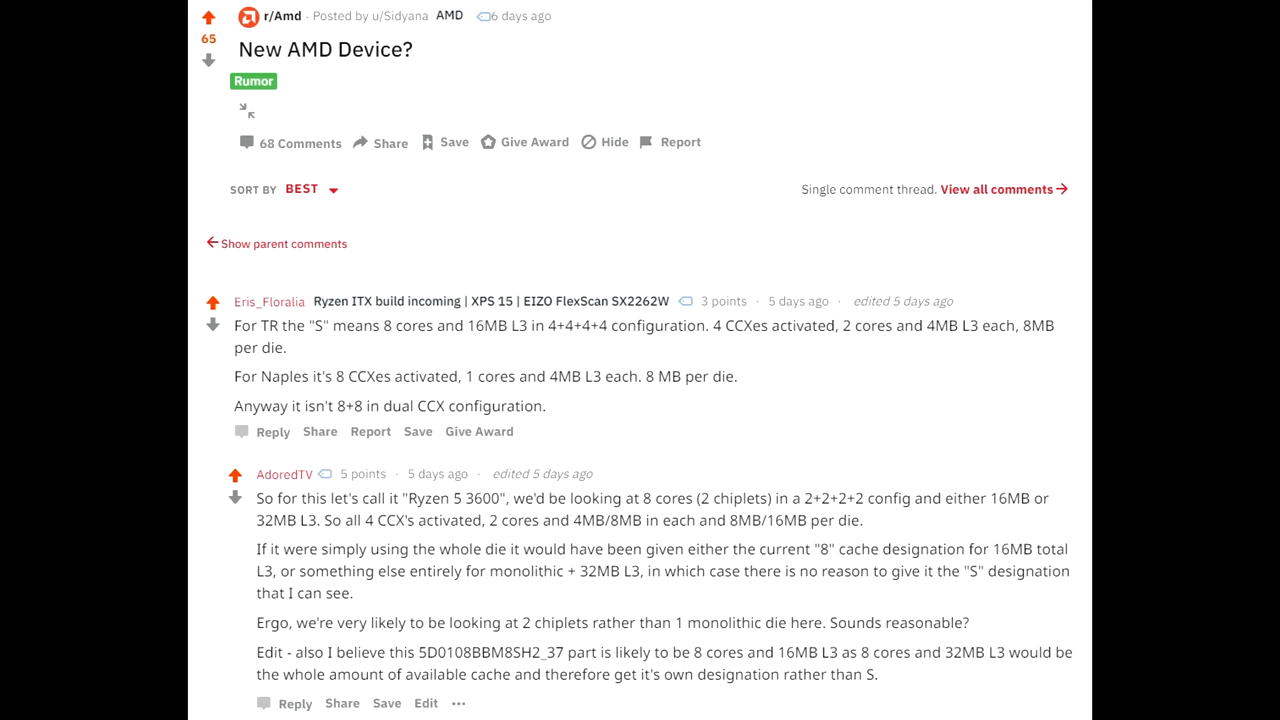 r/Amd · Posted by u/Sidyana AMD 6 days ago
65
New AMD Device?
Rumor
68 Comments Share Save Give Award Hide Report
SORT BY BEST Single comment thread. View all comments
Show parent comments
Eris_Floralia Ryzen ITX build incoming | XPS 15 | EIZO FlexScan SX2262W 3 points · 5 days ago · edited 5 days ago
For TR the "S" means 8 cores and 16MB L3 in 4+4+4+4 configuration. 4 CCXes activated, 2 cores and 4MB L3 each, 8MB
per die.
For Naples it's 8 CCXes activated, 1 cores and 4MB L3 each. 8 MB per die.
Anyway it isn't 8+8 in dual CCX configuration.
Reply Share Report Save Give Award
AdoredTV 5 points · 5 days ago · edited 5 days ago
So for this let's call it "Ryzen 5 3600", we'd be looking at 8 cores (2 chiplets) in a 2+2+2+2 config and either 16MB or
32MB L3. So all 4 CCX's activated, 2 cores and 4MB/8MB in each and 8MB/16MB per die.
If it were simply using the whole die it would have been given either the current "8" cache designation for 16MB total
L3, or something else entirely for monolithic + 32MB L3, in which case there is no reason to give it the "S" designation
that I can see.
Ergo, we're very likely to be looking at 2 chiplets rather than 1 monolithic die here. Sounds reasonable?
Edit - also I believe this 5D0108BBM8SH2_37 part is likely to be 8 cores and 16MB L3 as 8 cores and 32MB L3 would be
the whole amount of available cache and therefore get it's own designation rather than S.
Reply Share Save Edit ...